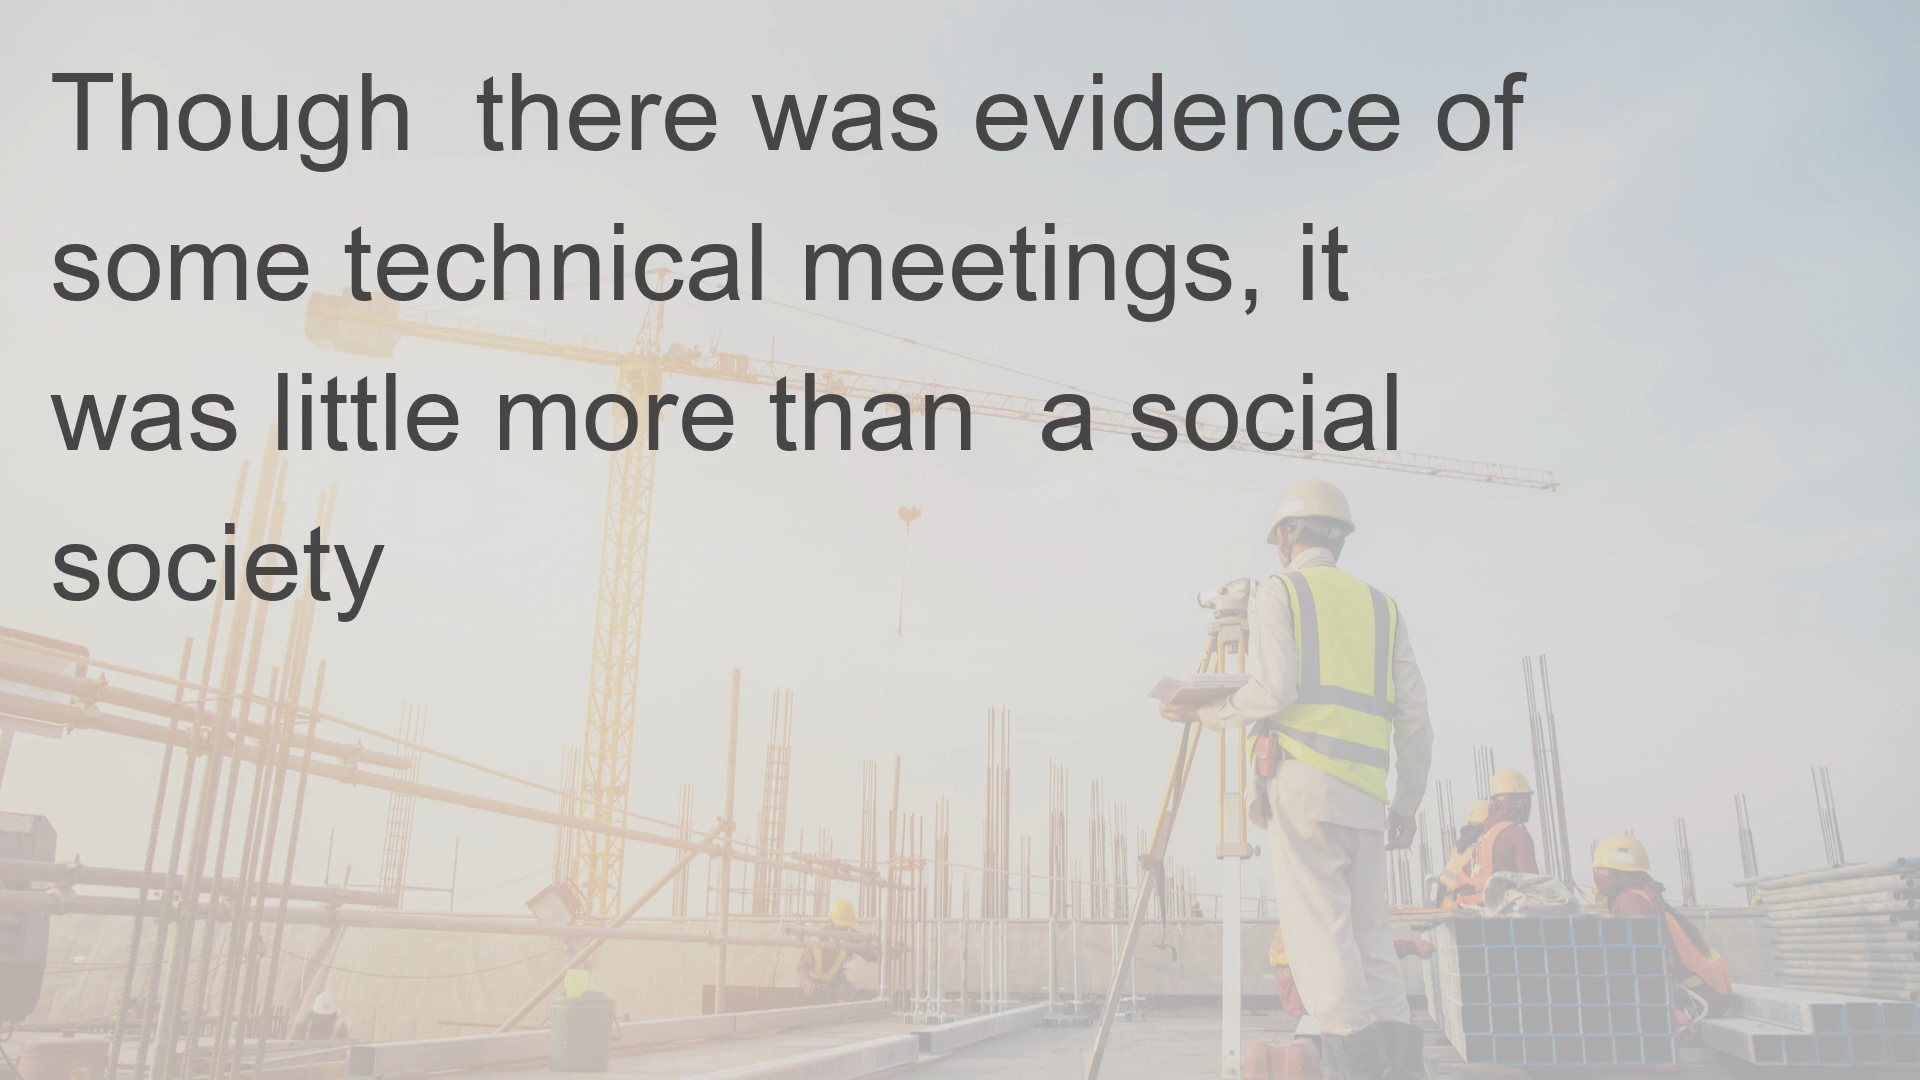 Though  there was evidence of
some technical meetings, it
was little more than  a social
society